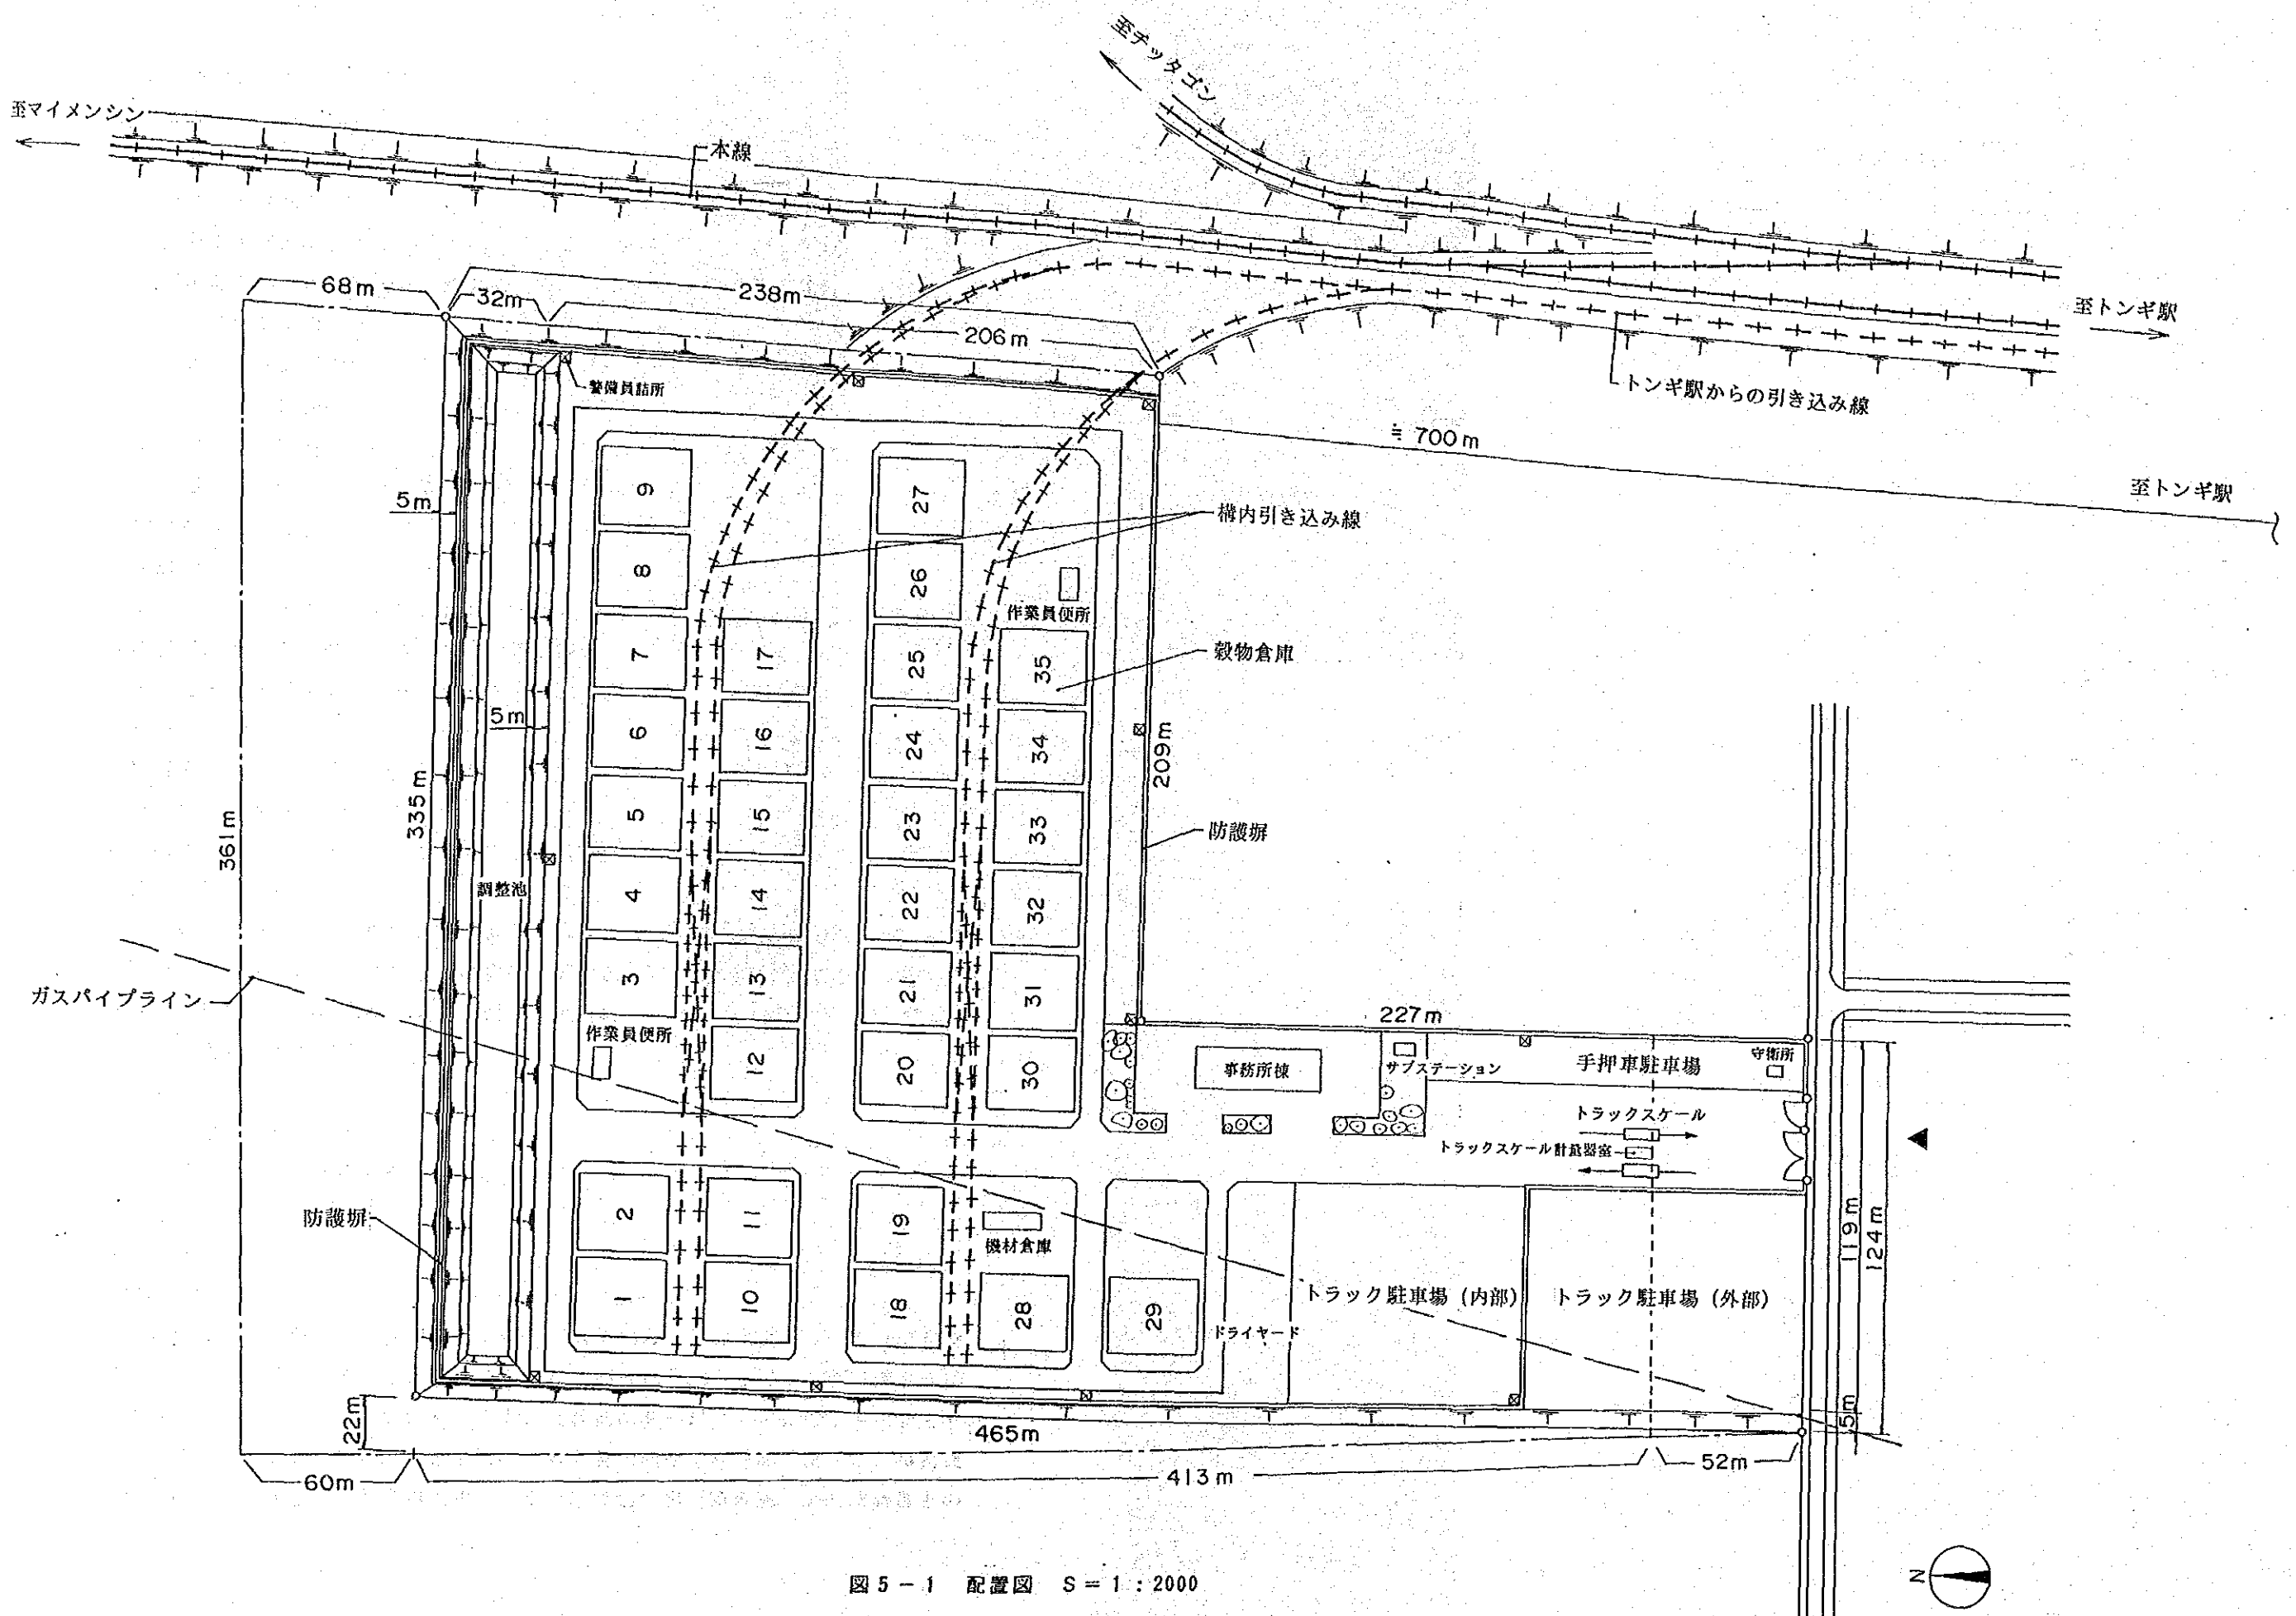 至チッタゴン
至マイメンシン
本線
68m
32m
238m
206m
至トンギ駅
トンギ駅からの引き込み線
警備員詰所
≒ 700m
至トンギ駅
5m
構内引き込み線
9
27
8
26
作業員便所
7
17
25
35
穀物倉庫
6
16
24
34
5m
209m
5
15
23
33
防護塀
335m
361m
4
14
22
32
調整池
3
13
21
31
ガスパイプライン
作業員便所
227m
12
20
30
事務所棟
サブステーション
手押車駐車場
守衛所
トラックスケール
トラックスケール計量器室
2
11
19
機材倉庫
防護塀
119m
124m
1
10
18
28
29
ドライヤード
トラック駐車場(内部)
トラック駐車場(外部)
5m
22m
465m
60m
413m
52m
図5-1 配置図 S=1:2000
N